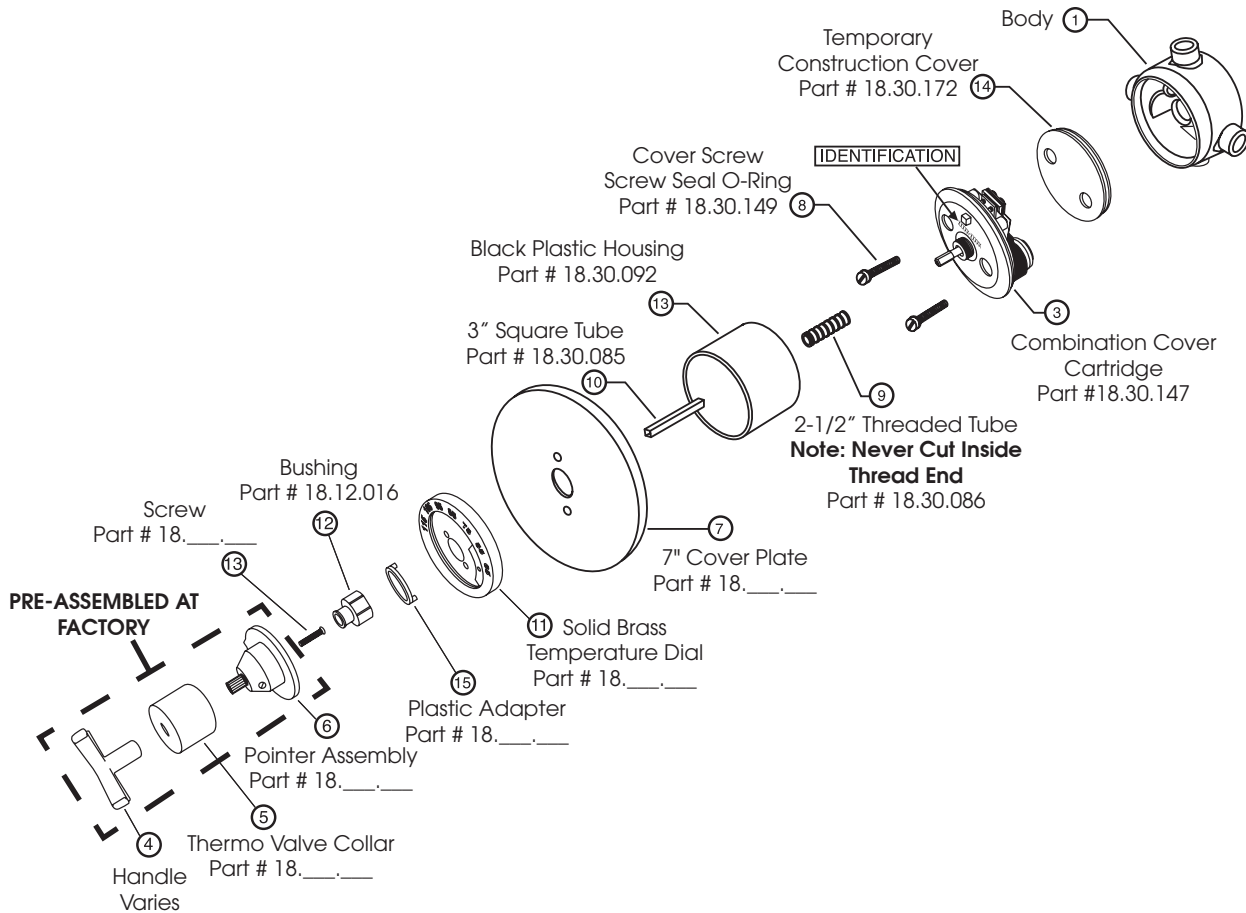 Body 1
Temporary
Construction Cover
Part # 18.30.172 14
Cover Screw
Screw Seal O-Ring
Part # 18.30.149 8
IDENTIFICATION
Black Plastic Housing
Part # 18.30.092
13
3
Combination Cover
Cartridge
Part #18.30.147
3” Square Tube
Part # 18.30.085
10
9
2-1/2” Threaded Tube
Note: Never Cut Inside
Thread End
Part # 18.30.086
Bushing
Part # 18.12.016
12
7
7" Cover Plate
Part # 18.___.___
Screw
Part # 18.___.___
13
11 Solid Brass
Temperature Dial
Part # 18.___.___
PRE-ASSEMBLED AT
FACTORY
15
Plastic Adapter
Part # 18.___.___
6
Pointer Assembly
Part # 18.___.___
5
Thermo Valve Collar
Part # 18.___.___
4
Handle
Varies